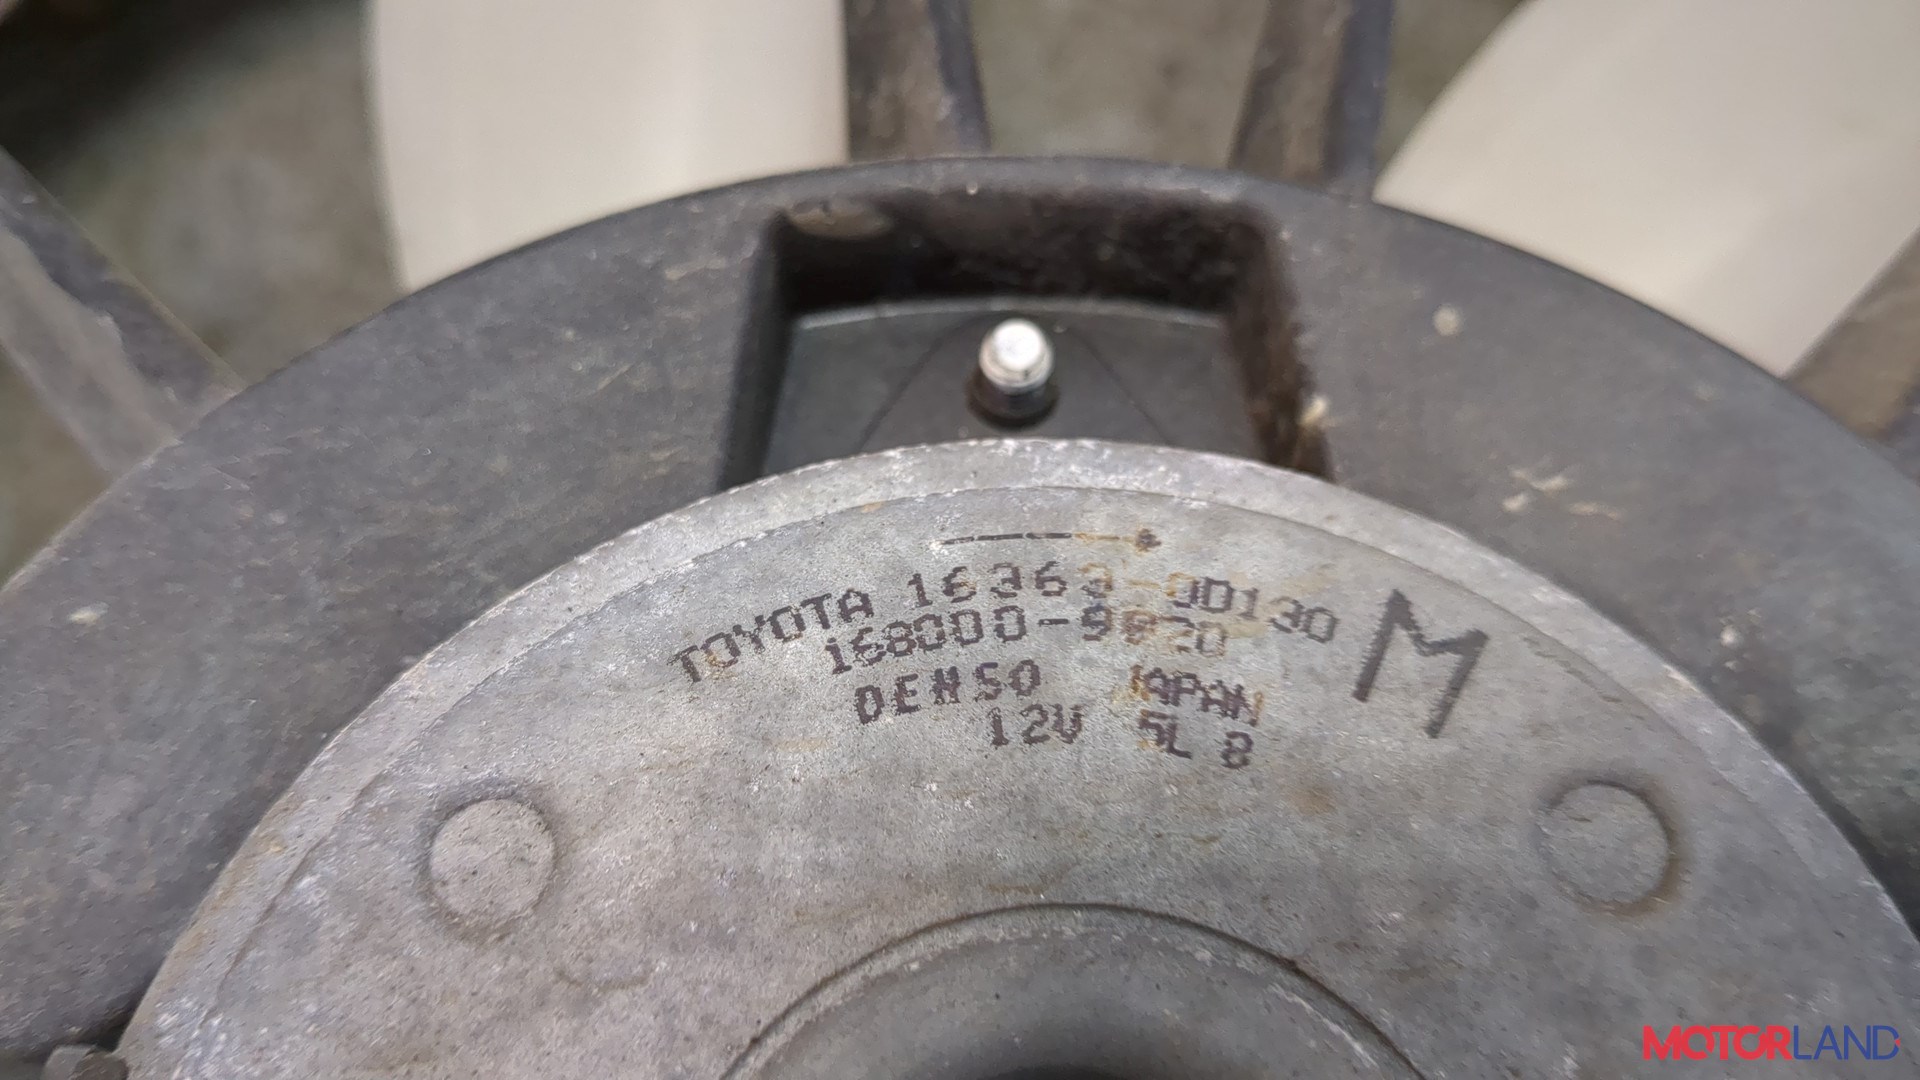 TOYOTA 16363-0D130
168000-9020
DENSO JAPAN
12V 5L 8
M
MOTORLAND